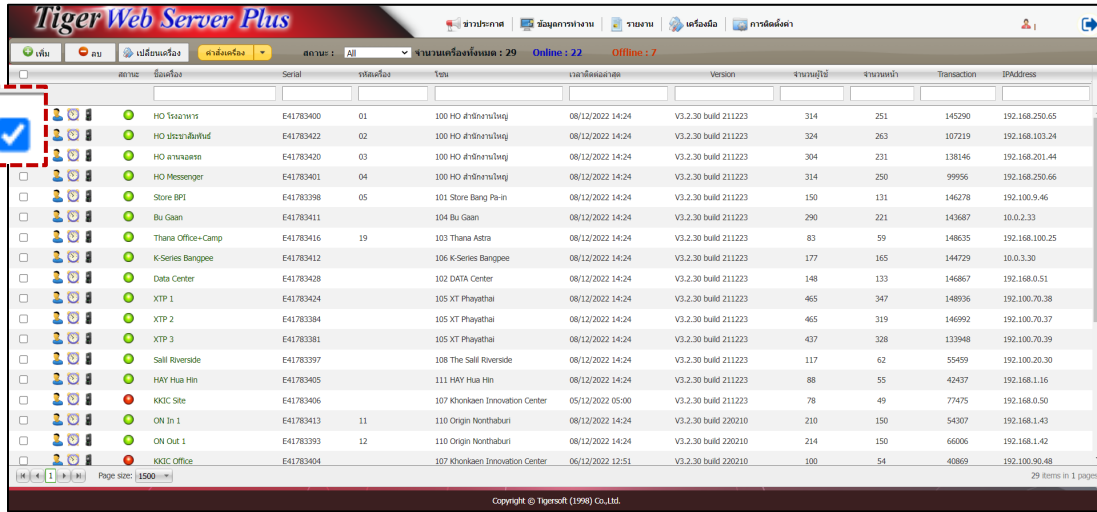 Tiger Web Server Plus
ข่าวประกาศ ข้อมูลการทำงาน รายงาน เครื่องมือ การตั้งค่า
เพิ่ม ลบ เปลี่ยนเครื่อง คำสั่งเครื่อง สถานะ : All จำนวนเครื่องทั้งหมด : 29 Online : 22 Offline : 7
สถานะ ชื่อเครื่อง Serial รหัสเครื่อง โซน เวลาติดต่อล่าสุด Version จำนวนผู้ใช้ จำนวนหน้า Transaction IPAddress
HO โรงอาหาร E41783400 01 100 HO สำนักงานใหญ่ 08/12/2022 14:24 V3.2.30 build 211223 314 251 145290 192.168.250.65
HO ประชาสัมพันธ์ E41783422 02 100 HO สำนักงานใหญ่ 08/12/2022 14:24 V3.2.30 build 211223 324 263 107219 192.168.103.24
HO ลานจอดรถ E41783420 03 100 HO สำนักงานใหญ่ 08/12/2022 14:24 V3.2.30 build 211223 304 231 138146 192.168.201.44
HO Messenger E41783401 04 100 HO สำนักงานใหญ่ 08/12/2022 14:24 V3.2.30 build 211223 314 250 99956 192.168.250.66
Store BPI E41783398 05 101 Store Bang Pa-in 08/12/2022 14:24 V3.2.30 build 211223 150 131 146278 192.100.9.46
Bu Gaan E41783411 104 Bu Gaan 08/12/2022 14:24 V3.2.30 build 211223 290 221 143687 10.0.2.33
Thana Office+Camp E41783416 19 103 Thana Astra 08/12/2022 14:24 V3.2.30 build 211223 83 59 148635 192.168.100.25
K-Series Bangpee E41783412 106 K-Series Bangpee 08/12/2022 14:24 V3.2.30 build 211223 177 165 144729 10.0.3.30
Data Center E41783428 102 DATA Center 08/12/2022 14:24 V3.2.30 build 211223 148 133 146867 192.168.0.51
XTP 1 E41783424 105 XT Phayathai 08/12/2022 14:24 V3.2.30 build 211223 465 347 148936 192.100.70.38
XTP 2 E41783384 105 XT Phayathai 08/12/2022 14:24 V3.2.30 build 211223 465 319 146992 192.100.70.37
XTP 3 E41783381 105 XT Phayathai 08/12/2022 14:24 V3.2.30 build 211223 437 328 133948 192.100.70.39
Salil Riverside E41783397 108 The Salil Riverside 08/12/2022 14:24 V3.2.30 build 211223 117 62 55459 192.100.20.30
HAY Hua Hin E41783405 111 HAY Hua Hin 08/12/2022 14:24 V3.2.30 build 211223 88 55 42437 192.168.1.16
KKIC Site E41783406 107 Khonkaen Innovation Center 05/12/2022 05:00 V3.2.30 build 211223 78 49 77475 192.168.0.50
ON In 1 E41783413 11 110 Origin Nonthaburi 08/12/2022 14:24 V3.2.30 build 220210 210 150 54307 192.168.1.43
ON Out 1 E41783393 12 110 Origin Nonthaburi 08/12/2022 14:24 V3.2.30 build 220210 214 150 66006 192.168.1.42
KKIC Office E41783404 107 Khonkaen Innovation Center 06/12/2022 12:51 V3.2.30 build 220210 100 54 40869 192.100.90.48
1 Page size: 1500 29 items in 1 pages
Copyright © Tigersoft (1998) Co.,Ltd.